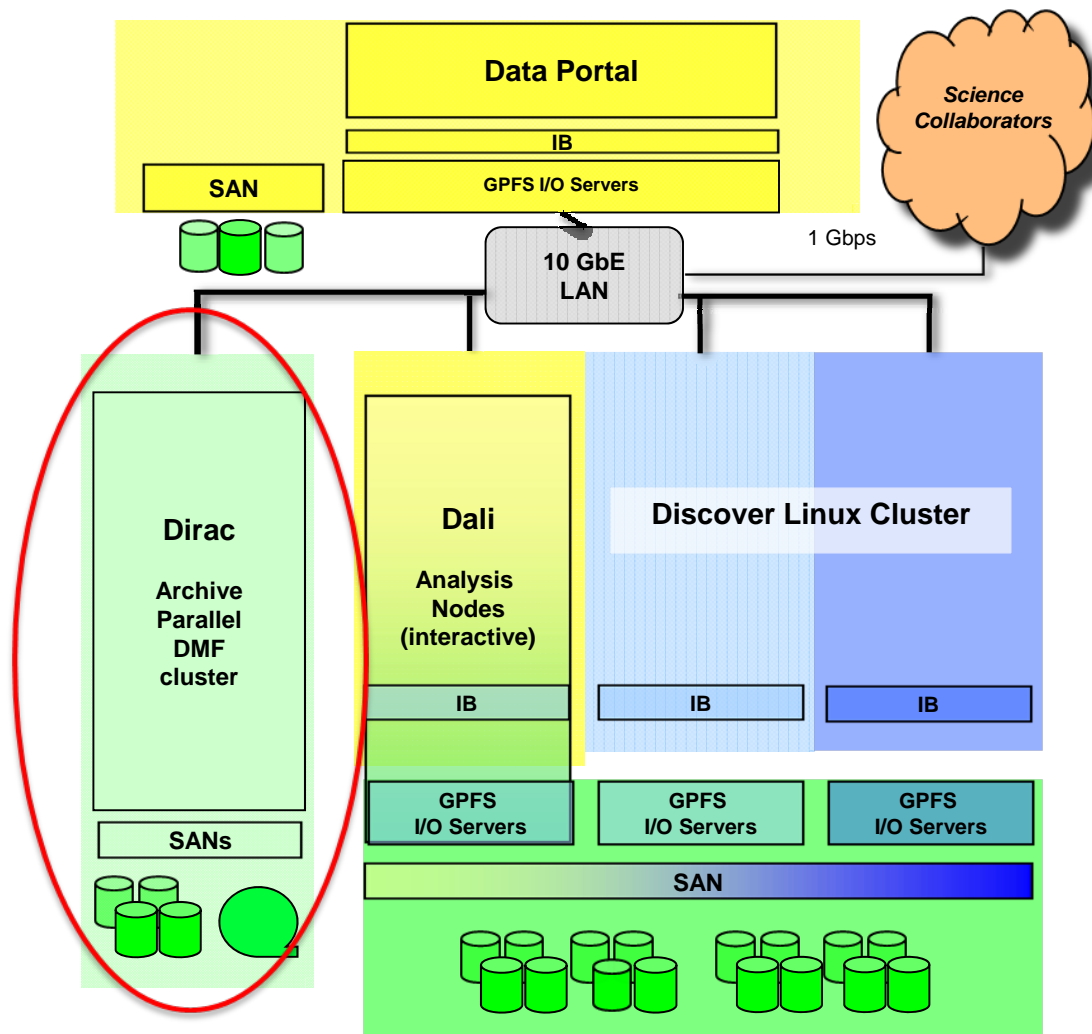 Data Portal
IB
SAN
GPFS I/O Servers
Science
Collaborators
1 Gbps
10 GbE
LAN
Dirac
Archive
Parallel
DMF
cluster
SANs
Dali
Analysis
Nodes
(interactive)
Discover Linux Cluster
IB
IB
IB
GPFS
I/O Servers
GPFS
I/O Servers
GPFS
I/O Servers
SAN